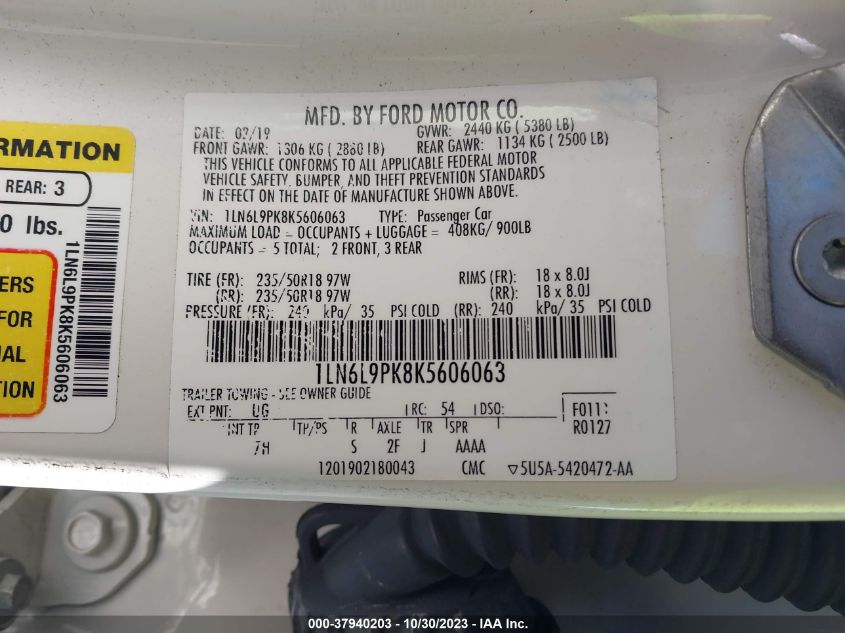 MFD. BY FORD MOTOR CO.
DATE: 02/19 GVWR: 2440 KG ( 5380 LB)
FRONT GAWR: 1306 KG ( 2880 LB) REAR GAWR: 1134 KG ( 2500 LB)
THIS VEHICLE CONFORMS TO ALL APPLICABLE FEDERAL MOTOR
VEHICLE SAFETY, BUMPER, AND THEFT PREVENTION STANDARDS
IN EFFECT ON THE DATE OF MANUFACTURE SHOWN ABOVE.
VIN: 1LN6L9PK8K5606063 TYPE: Passenger Car
MAXIMUM LOAD = OCCUPANTS + LUGGAGE = 408KG/ 900LB
OCCUPANTS = 5 TOTAL; 2 FRONT, 3 REAR
TIRE (FR): 235/50R18 97W RIMS (FR): 18 x 8.0J
(RR): 235/50R18 97W (RR): 18 x 8.0J
PRESSURE (FR): 240 kPa/ 35 PSI COLD (RR): 240 kPa/ 35 PSI COLD
1LN6L9PK8K5606063
TRAILER TOWING - SEE OWNER GUIDE
EXT PNT: UG RC: 54 DSO: F0111
R0127
INT TR TP/PS R AXLE TR SPR
7H S 2F J AAAA
1201902180043 CMC ▽5U5A-5420472-AA
RMATION
REAR: 3
0 lbs.
ERS
FOR
AL
TION
1LN6L9PK8K5606063
000-37940203 - 10/30/2023 - IAA Inc.